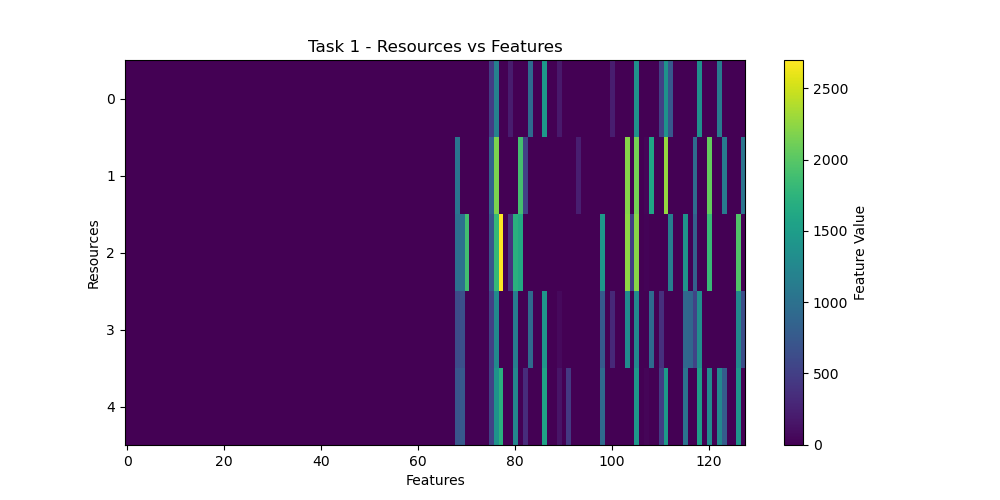 Task 1 - Resources vs Features
Resources
0
1
2
3
4
0 20 40 60 80 100 120
Features
2500
2000
1500
1000
500
0
Feature Value